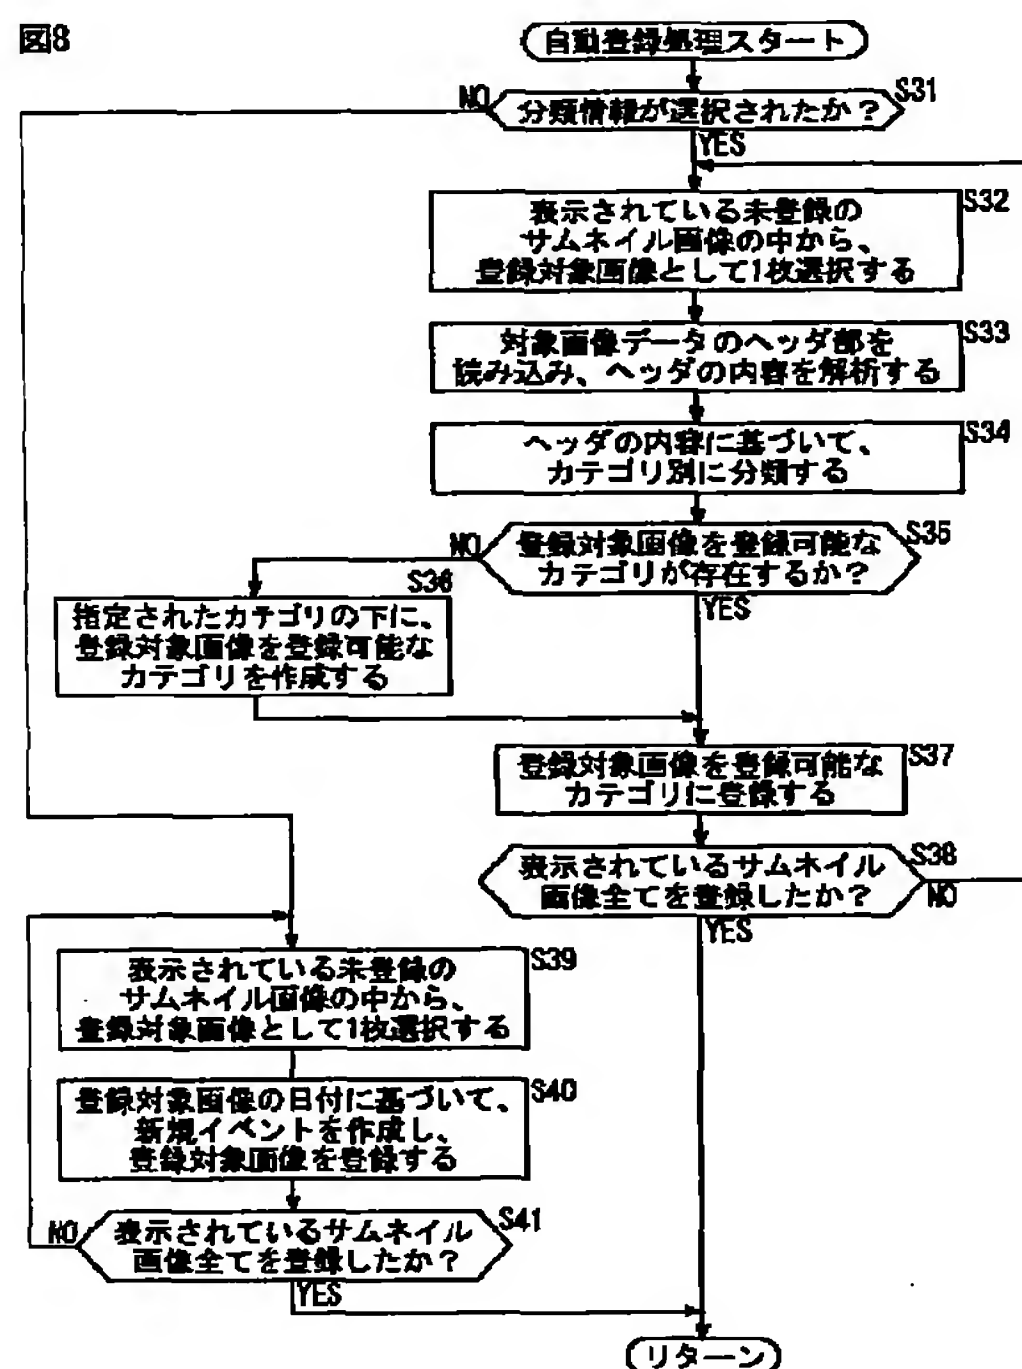 図8
自動登録処理スタート
NO
分類情報が選択されたか？
S31
YES
表示されている未登録の
サムネイル画像の中から、
登録対象画像として1枚選択する
S32
対象画像データのヘッダ部を
読み込み、ヘッダの内容を解析する
S33
ヘッダの内容に基づいて、
カテゴリ別に分類する
S34
NO
登録対象画像を登録可能な
カテゴリが存在するか？
S35
YES
S36
指定されたカテゴリの下に、
登録対象画像を登録可能な
カテゴリを作成する
登録対象画像を登録可能な
カテゴリに登録する
S37
表示されているサムネイル
画像全てを登録したか？
S38
NO
YES
表示されている未登録の
サムネイル画像の中から、
登録対象画像として1枚選択する
S39
登録対象画像の日付に基づいて、
新規イベントを作成し、
登録対象画像を登録する
S40
NO
表示されているサムネイル
画像全てを登録したか？
S41
YES
リターン